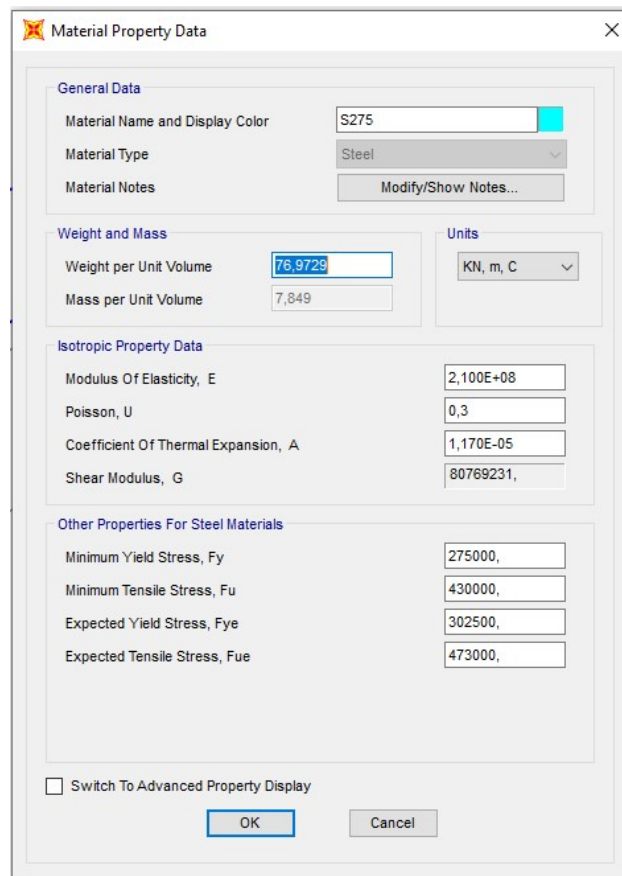 Material Property Data
General Data
Material Name and Display Color S275
Material Type Steel
Material Notes Modify/Show Notes...
Weight and Mass
Weight per Unit Volume 76,9729
Mass per Unit Volume 7,849
Units
KN, m, C
Isotropic Property Data
Modulus Of Elasticity, E 2,100E+08
Poisson, U 0,3
Coefficient Of Thermal Expansion, A 1,170E-05
Shear Modulus, G 80769231,
Other Properties For Steel Materials
Minimum Yield Stress, Fy 275000,
Minimum Tensile Stress, Fu 430000,
Expected Yield Stress, Fye 302500,
Expected Tensile Stress, Fue 473000,
Switch To Advanced Property Display
OK Cancel